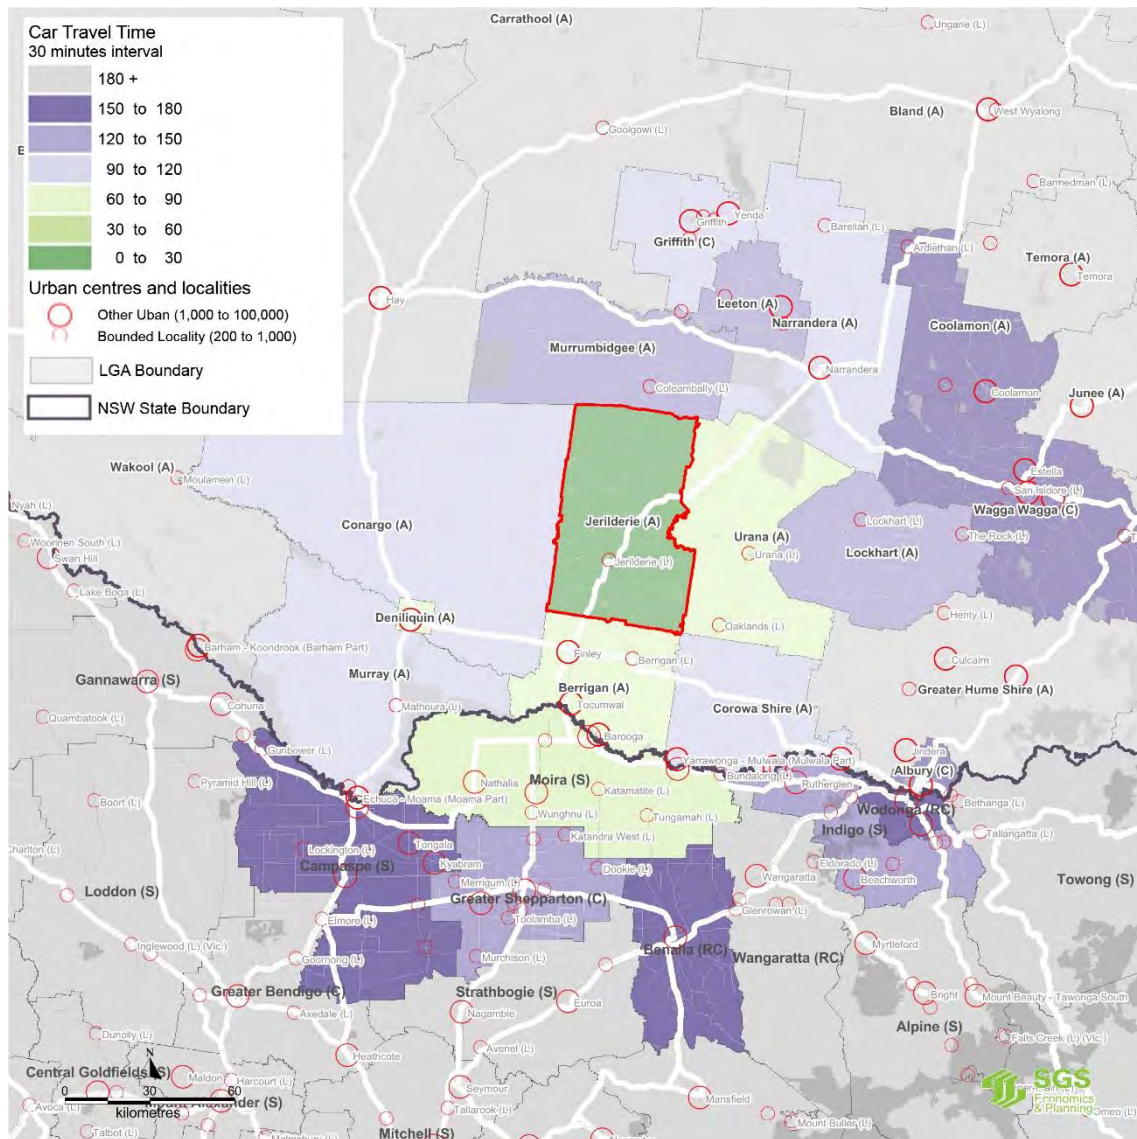 Car Travel Time
30 minutes interval
180 +
150 to 180
120 to 150
90 to 120
60 to 90
30 to 60
0 to 30
Urban centres and localities
Other Uban (1,000 to 100,000)
Bounded Locality (200 to 1,000)
LGA Boundary
NSW State Boundary
Carrathool (A)
Ungarie (L)
Bland (A)
West Wyalong
Goolgowi (L)
Barmedman (L)
Yenda
Griffith
Griffith (C)
Barellan (L)
Ardlethan (L)
Temora (A)
Temora
Hay
Leeton (A)
Narrandera (A)
Coolamon (A)
Murrumbidgee (A)
Narrandera
Coleambally (L)
Coolamon
Junee (A)
Wakool (A)
Moulamein (L)
Estella
San Isidore (L)
Nyah (L)
Wagga Wagga (C)
Conargo (A)
Jerilderie (A)
Lockhart (L)
Woorinen South (L)
Urana (A)
The Rock (L)
Swan Hill
Jerilderie (L)
Urana (L)
Lockhart (A)
Lake Boga (L)
Deniliquin (A)
Oaklands (L)
Henty (L)
Barham - Koondrook (Barham Part)
Finley
Berrigan (L)
Culcairn
Gannawarra (S)
Murray (A)
Berrigan (A)
Greater Hume Shire (A)
Cohuna
Mathoura (L)
Tocumwal
Corowa Shire (A)
Quambatook (L)
Barooga
Gunbower (L)
Jindera
Yarrawonga - Mulwala (Mulwala Part)
Albury (C)
Pyramid Hill (L)
Nathalia
Moira (S)
Bundalong (L)
Rutherglen
Boort (L)
Echuca - Moama (Moama Part)
Katamatite (L)
Bethanga (L)
Wodonga (RC)
Wunghnu (L)
Tungamah (L)
Indigo (S)
Tallangatta (L)
Charlton (L)
Lockington (L)
Tongala
Katandra West (L)
Campaspe (S)
Kyabram
Dookie (L)
Eldorado (L)
Wangaratta
Beechworth
Towong (S)
Loddon (S)
Merrigum (L)
Greater Shepparton (C)
Glenrowan (L)
Elmore (L)
Toolamba (L)
Inglewood (L) (Vic.)
Benalla (RC)
Myrtleford
Goornong (L)
Murchison (L)
Wangaratta (RC)
Greater Bendigo (C)
Strathbogie (S)
Bright
Mount Beauty - Tawonga South
Axedale (L)
Nagambie
Euroa
Alpine (S)
Dunolly (L)
Avenel (L)
Falls Creek (L) (Vic.)
Heathcote
N
Central Goldfields (S)
Maldon
Harcourt (L)
Seymour
0 30 60
kilometres
Mansfield
SGS
Economics
& Planning
Avoca (L)
Mount Alexander (S)
Tallarook (L)
Omeo (L)
Talbot (L)
Mitchell (S)
Mount Buller (L)